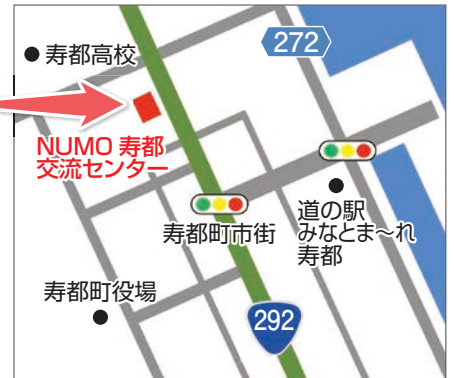 寿都高校
272
NUMO 寿都
交流センター
寿都町市街
道の駅
みなとま～れ
寿都
寿都町役場
292